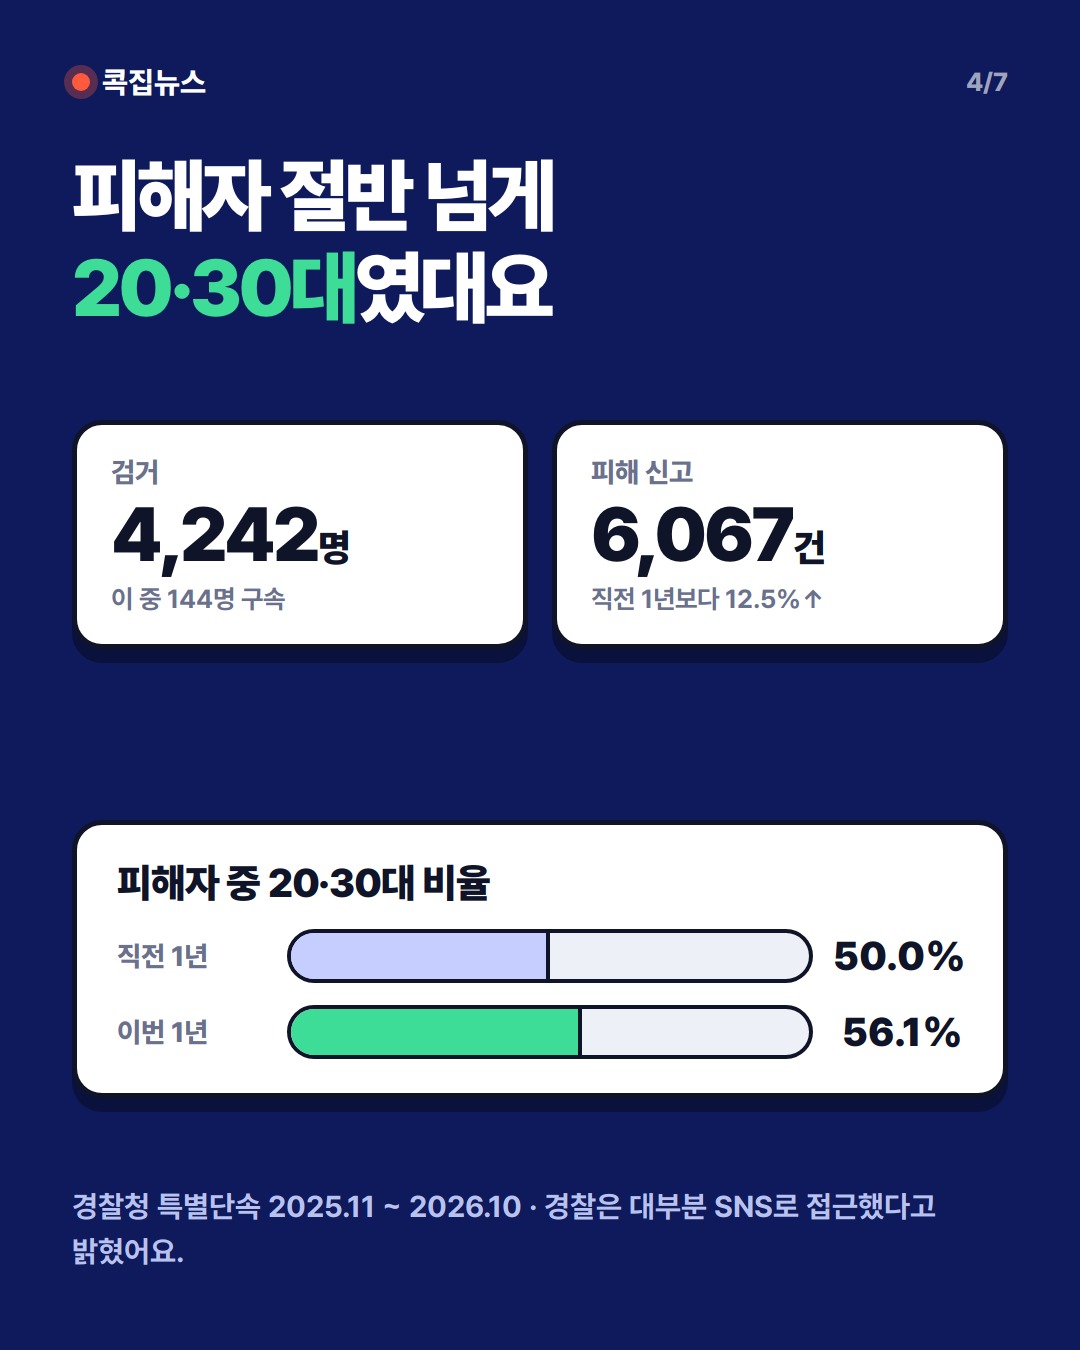 콕집뉴스
4/7
피해자 절반 넘게
20·30대였대요
검거
4,242명
이 중 144명 구속
피해 신고
6,067건
직전 1년보다 12.5%↑
피해자 중 20·30대 비율
직전 1년 50.0%
이번 1년 56.1%
경찰청 특별단속 2025.11 ~ 2026.10 · 경찰은 대부분 SNS로 접근했다고
밝혔어요.